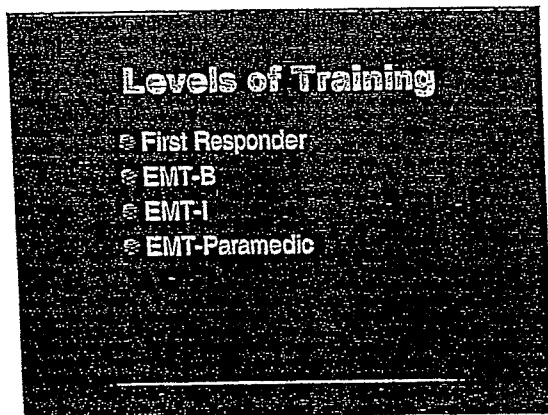 Levels of Training
First Responder
EMT-B
EMT-I
EMT-Paramedic